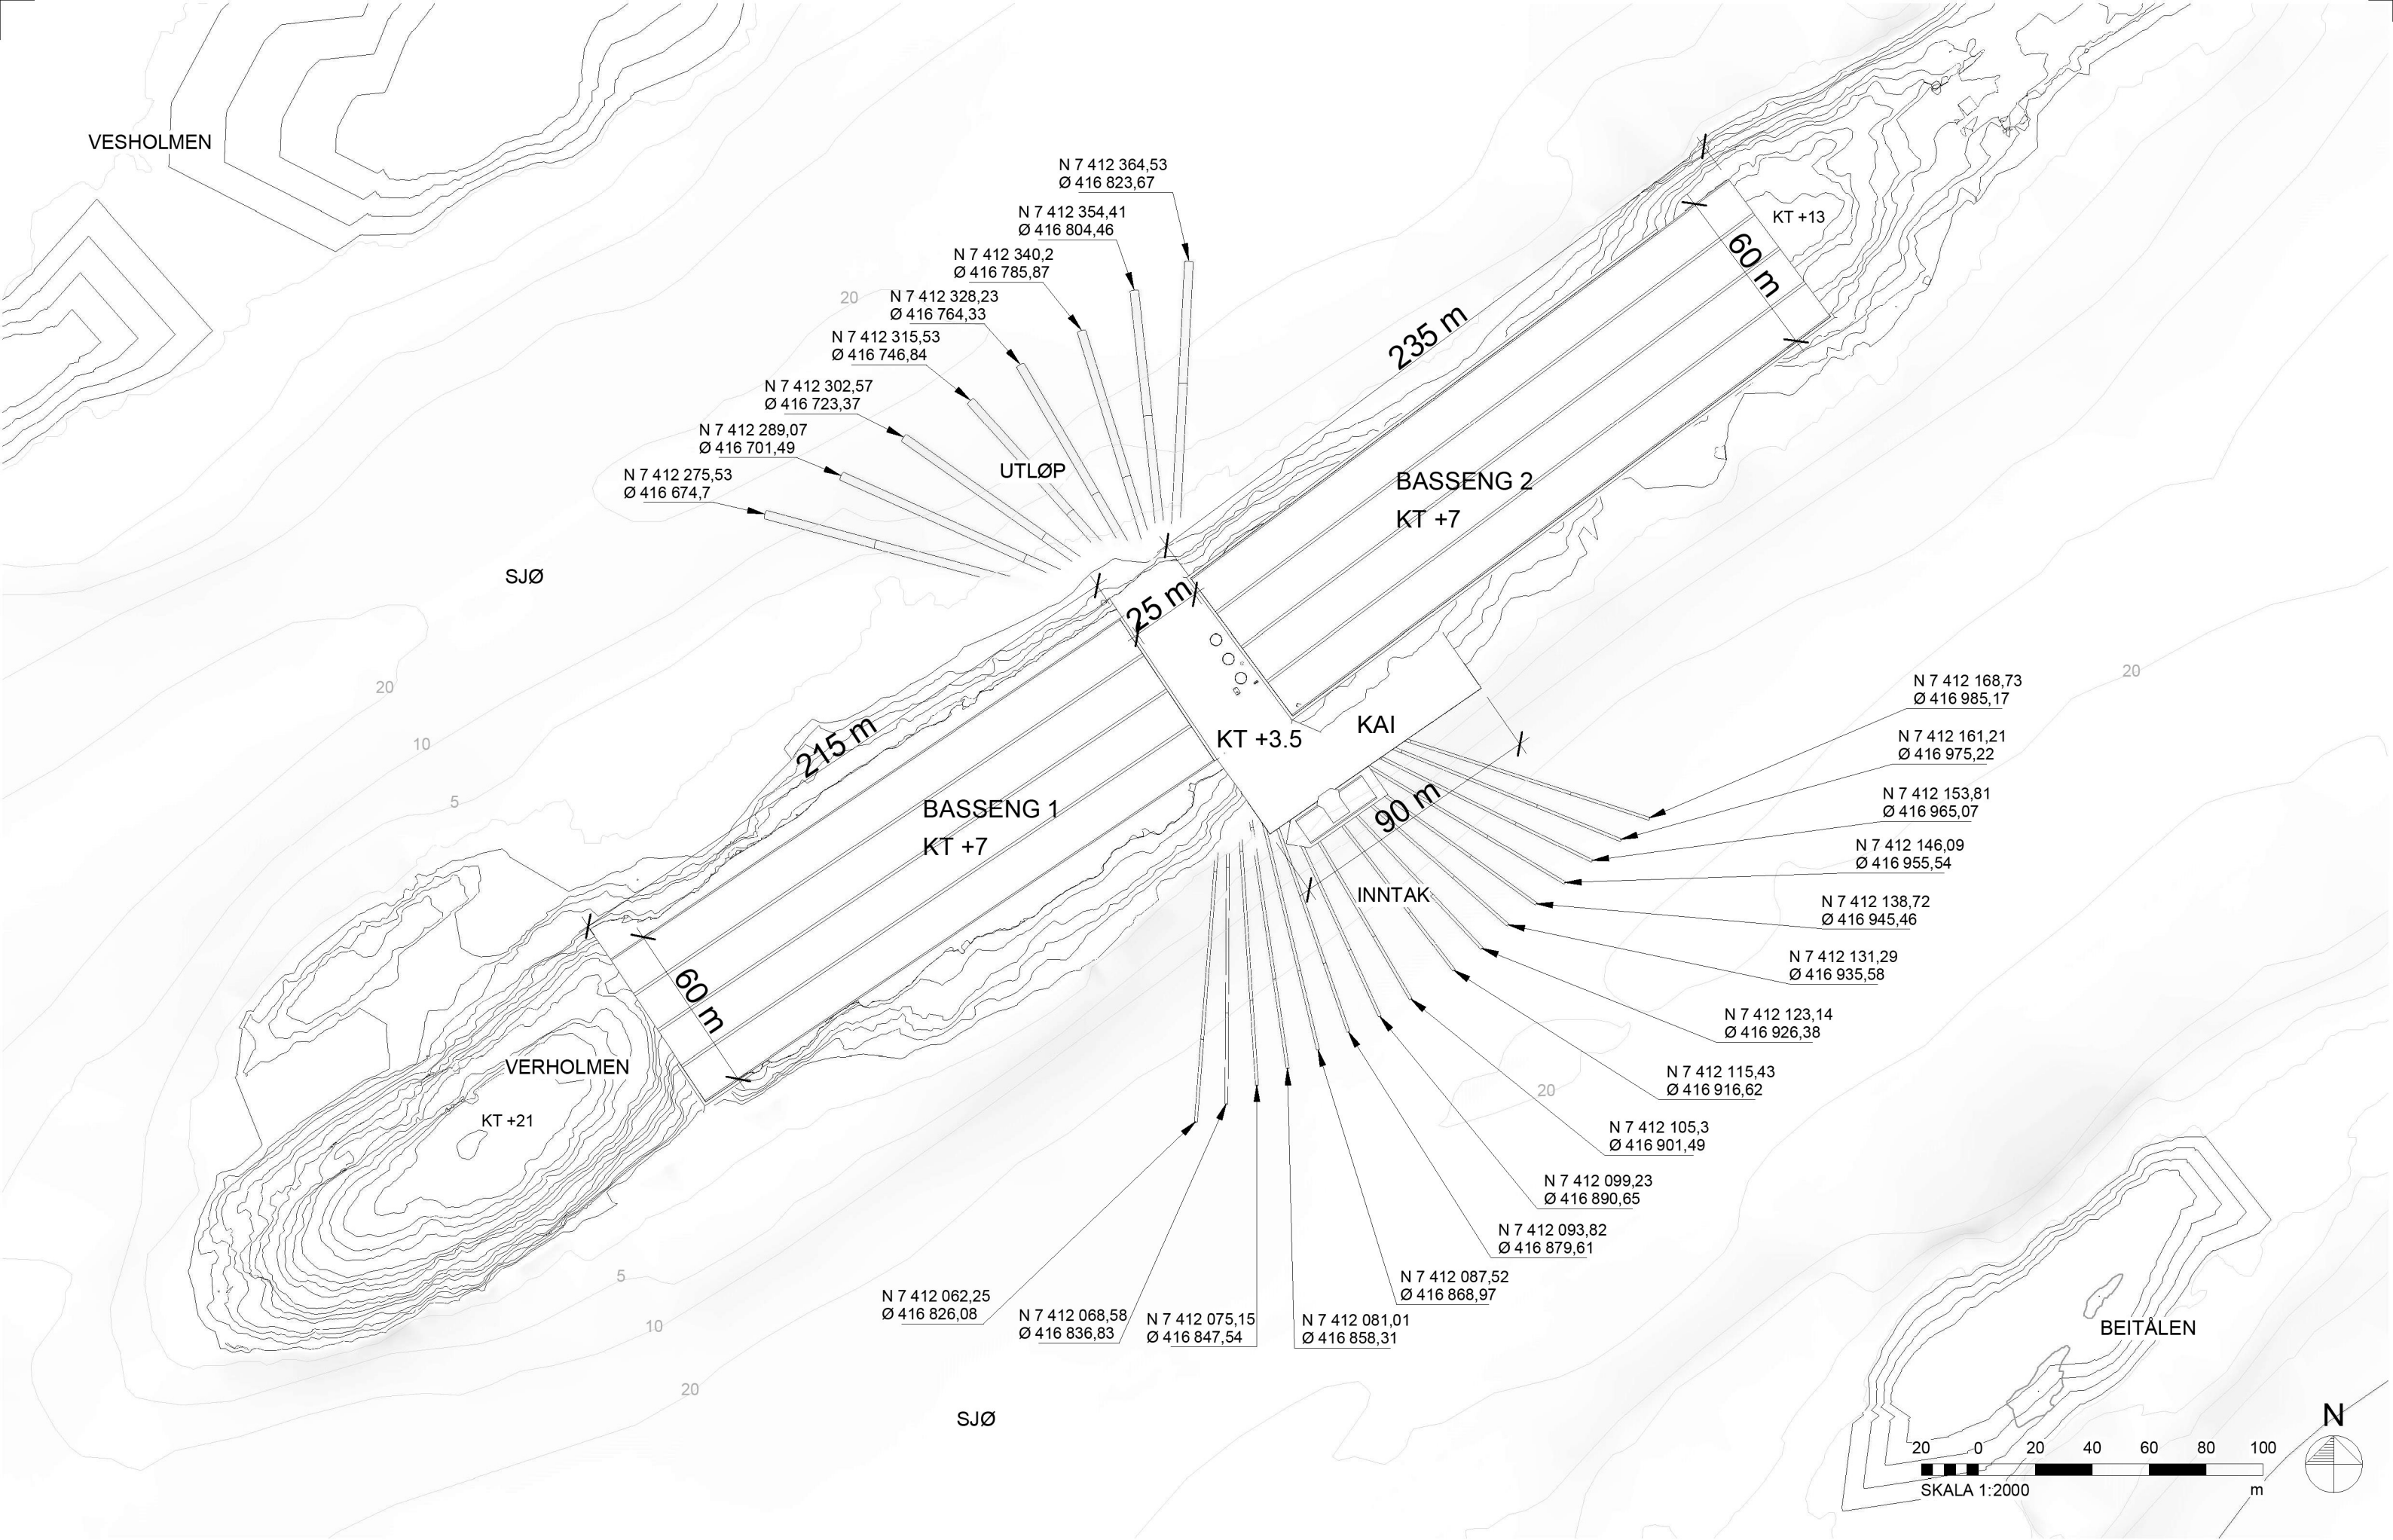 VESHOLMEN
N 7 412 364,53
Ø 416 823,67
N 7 412 354,41
Ø 416 804,46
N 7 412 340,2
Ø 416 785,87
N 7 412 328,23
Ø 416 764,33
N 7 412 315,53
Ø 416 746,84
N 7 412 302,57
Ø 416 723,37
N 7 412 289,07
Ø 416 701,49
N 7 412 275,53
Ø 416 674,7
20
UTLØP
SJØ
KT +13
60 m
235 m
BASSENG 2
KT +7
25 m
KT +3.5
KAI
90 m
INNTAK
215 m
BASSENG 1
KT +7
60 m
20
10
5
VERHOLMEN
KT +21
20
N 7 412 168,73
Ø 416 985,17
N 7 412 161,21
Ø 416 975,22
N 7 412 153,81
Ø 416 965,07
N 7 412 146,09
Ø 416 955,54
N 7 412 138,72
Ø 416 945,46
N 7 412 131,29
Ø 416 935,58
N 7 412 123,14
Ø 416 926,38
N 7 412 115,43
Ø 416 916,62
N 7 412 105,3
Ø 416 901,49
N 7 412 099,23
Ø 416 890,65
N 7 412 093,82
Ø 416 879,61
N 7 412 087,52
Ø 416 868,97
N 7 412 081,01
Ø 416 858,31
N 7 412 075,15
Ø 416 847,54
N 7 412 068,58
Ø 416 836,83
N 7 412 062,25
Ø 416 826,08
20
5
10
20
SJØ
BEITÅLEN
N
20 0 20 40 60 80 100
SKALA 1:2000 m